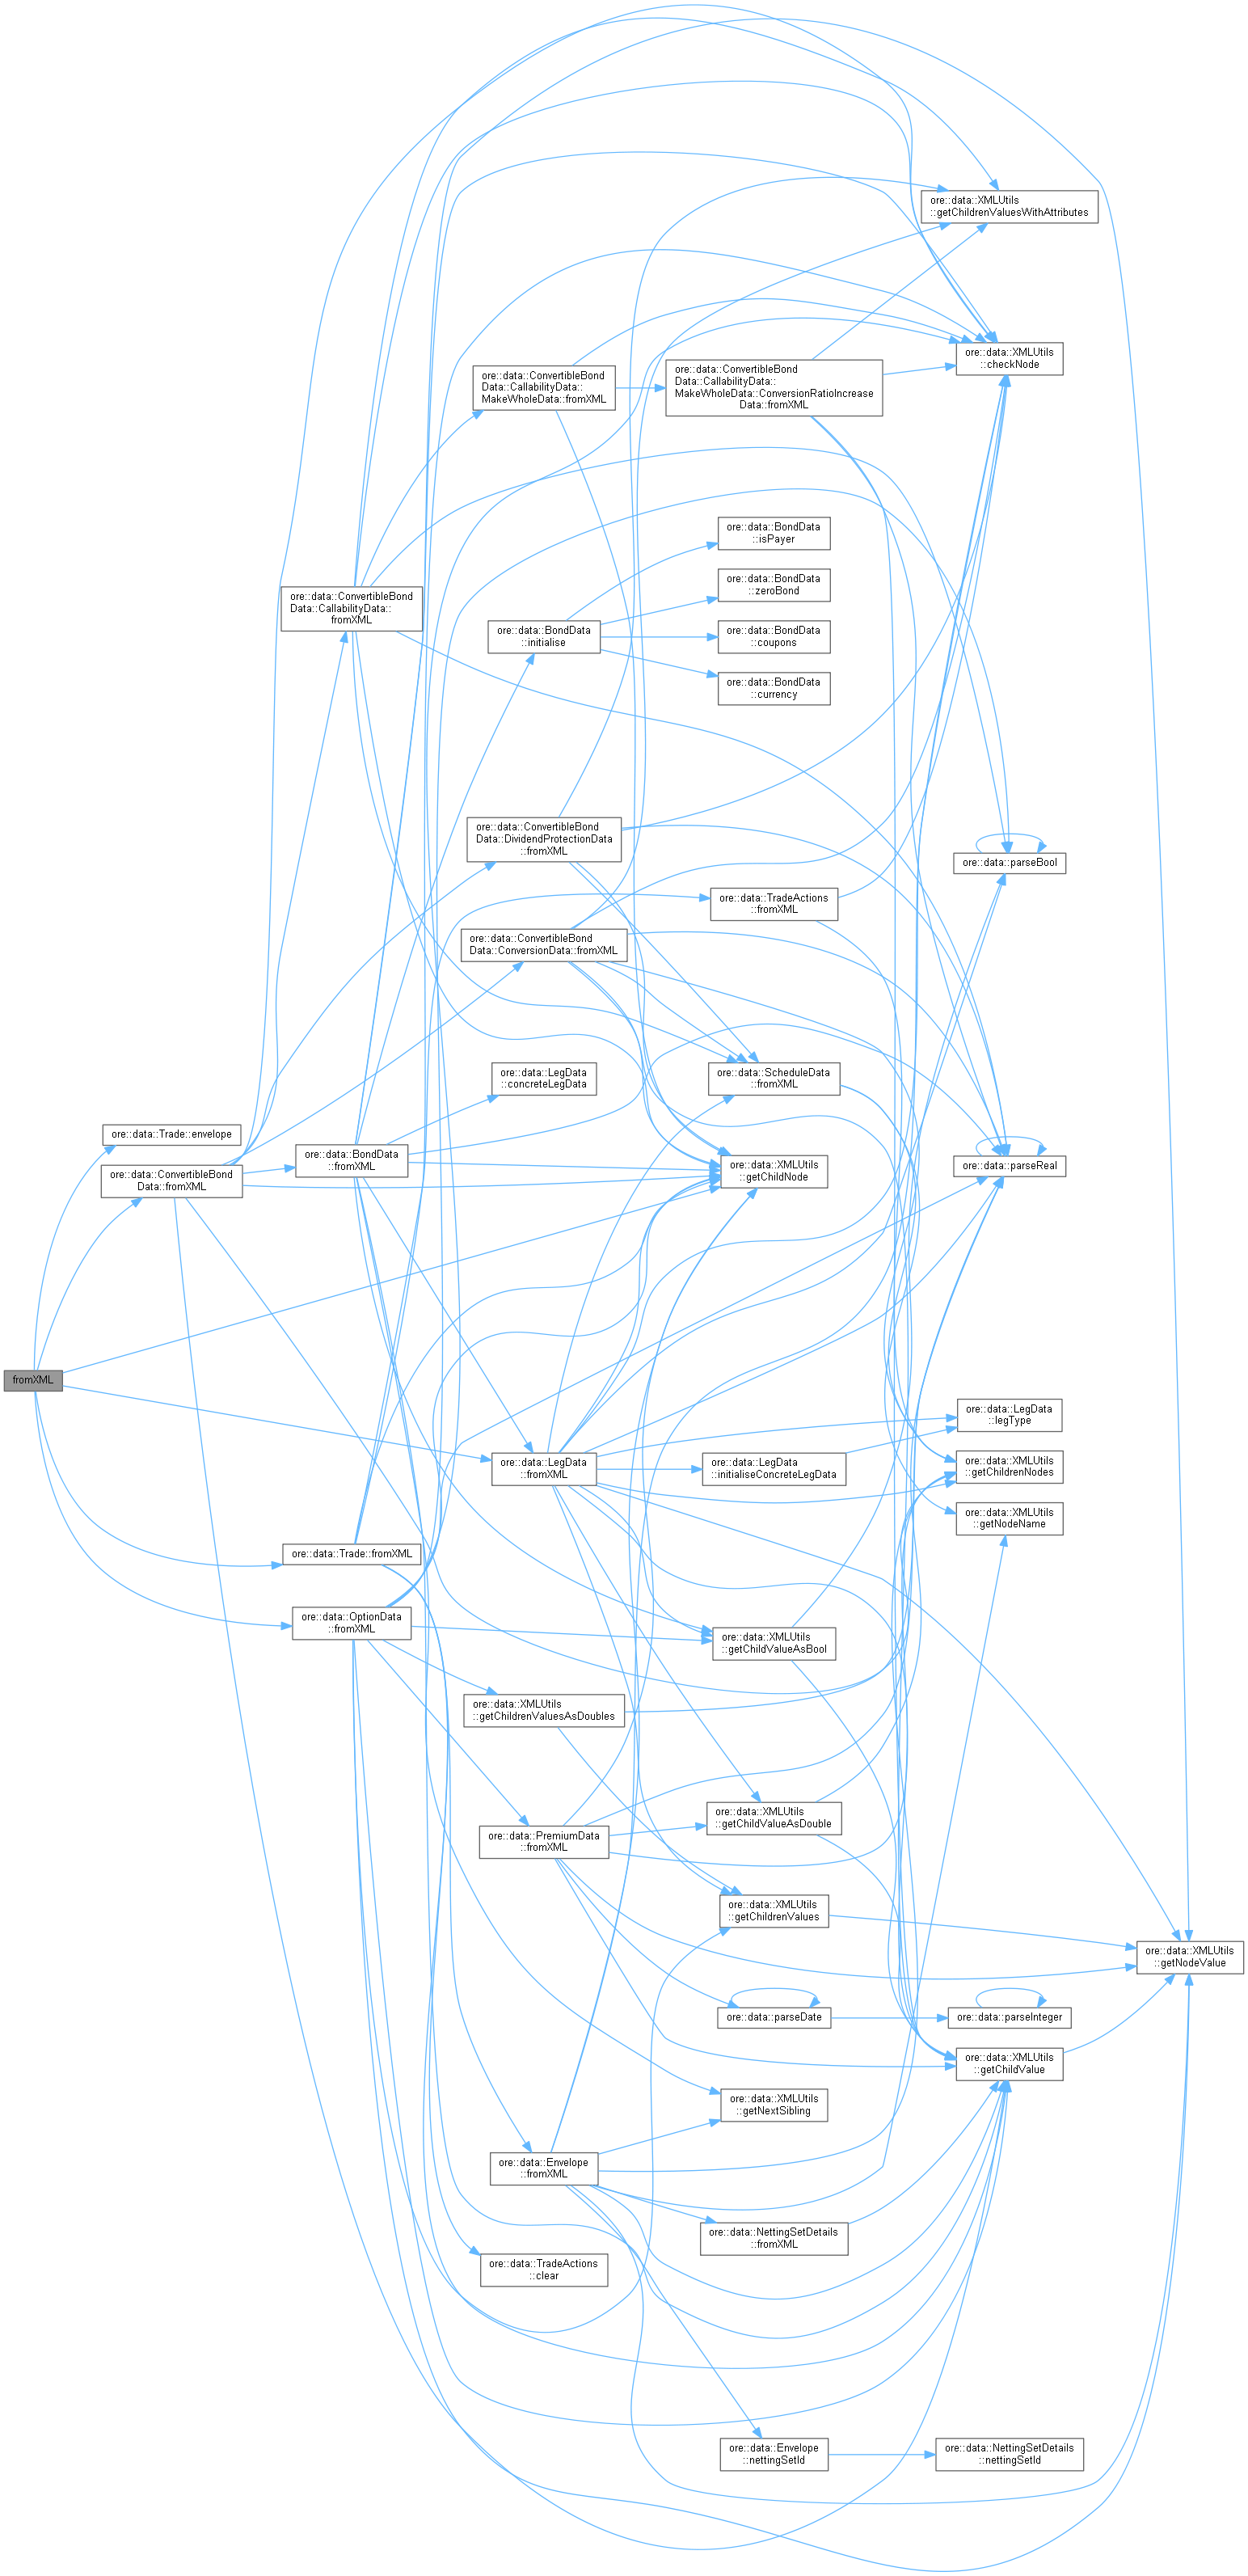 ore::data::XMLUtils
::getChildrenValuesWithAttributes
ore::data::XMLUtils
::checkNode
ore::data::ConvertibleBond
Data::CallabilityData::
MakeWholeData::fromXML
ore::data::ConvertibleBond
Data::CallabilityData::
MakeWholeData::ConversionRatioIncrease
Data::fromXML
ore::data::BondData
::isPayer
ore::data::BondData
::zeroBond
ore::data::ConvertibleBond
Data::CallabilityData::
fromXML
ore::data::BondData
::initialise
ore::data::BondData
::coupons
ore::data::BondData
::currency
ore::data::ConvertibleBond
Data::DividendProtectionData
::fromXML
ore::data::parseBool
ore::data::TradeActions
::fromXML
ore::data::ConvertibleBond
Data::ConversionData::fromXML
ore::data::LegData
::concreteLegData
ore::data::ScheduleData
::fromXML
ore::data::Trade::envelope
ore::data::ConvertibleBond
Data::fromXML
ore::data::BondData
::fromXML
ore::data::XMLUtils
::getChildNode
ore::data::parseReal
fromXML
ore::data::LegData
::legType
ore::data::LegData
::fromXML
ore::data::LegData
::initialiseConcreteLegData
ore::data::XMLUtils
::getChildrenNodes
ore::data::XMLUtils
::getNodeName
ore::data::Trade::fromXML
ore::data::OptionData
::fromXML
ore::data::XMLUtils
::getChildValueAsBool
ore::data::XMLUtils
::getChildrenValuesAsDoubles
ore::data::PremiumData
::fromXML
ore::data::XMLUtils
::getChildValueAsDouble
ore::data::XMLUtils
::getChildrenValues
ore::data::XMLUtils
::getNodeValue
ore::data::parseDate
ore::data::parseInteger
ore::data::XMLUtils
::getChildValue
ore::data::XMLUtils
::getNextSibling
ore::data::Envelope
::fromXML
ore::data::NettingSetDetails
::fromXML
ore::data::TradeActions
::clear
ore::data::Envelope
::nettingSetId
ore::data::NettingSetDetails
::nettingSetId